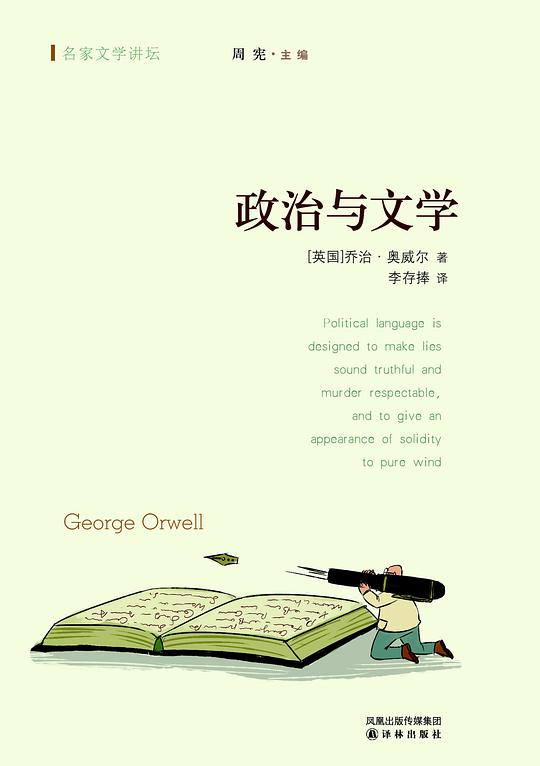 名家文学讲坛
周宪·主编
政治与文学
[英国]乔治·奥威尔 著
李存捧 译
Political language is
designed to make lies
sound truthful and
murder respectable,
and to give an
appearance of solidity
to pure wind
George Orwell
凤凰出版传媒集团
译林出版社